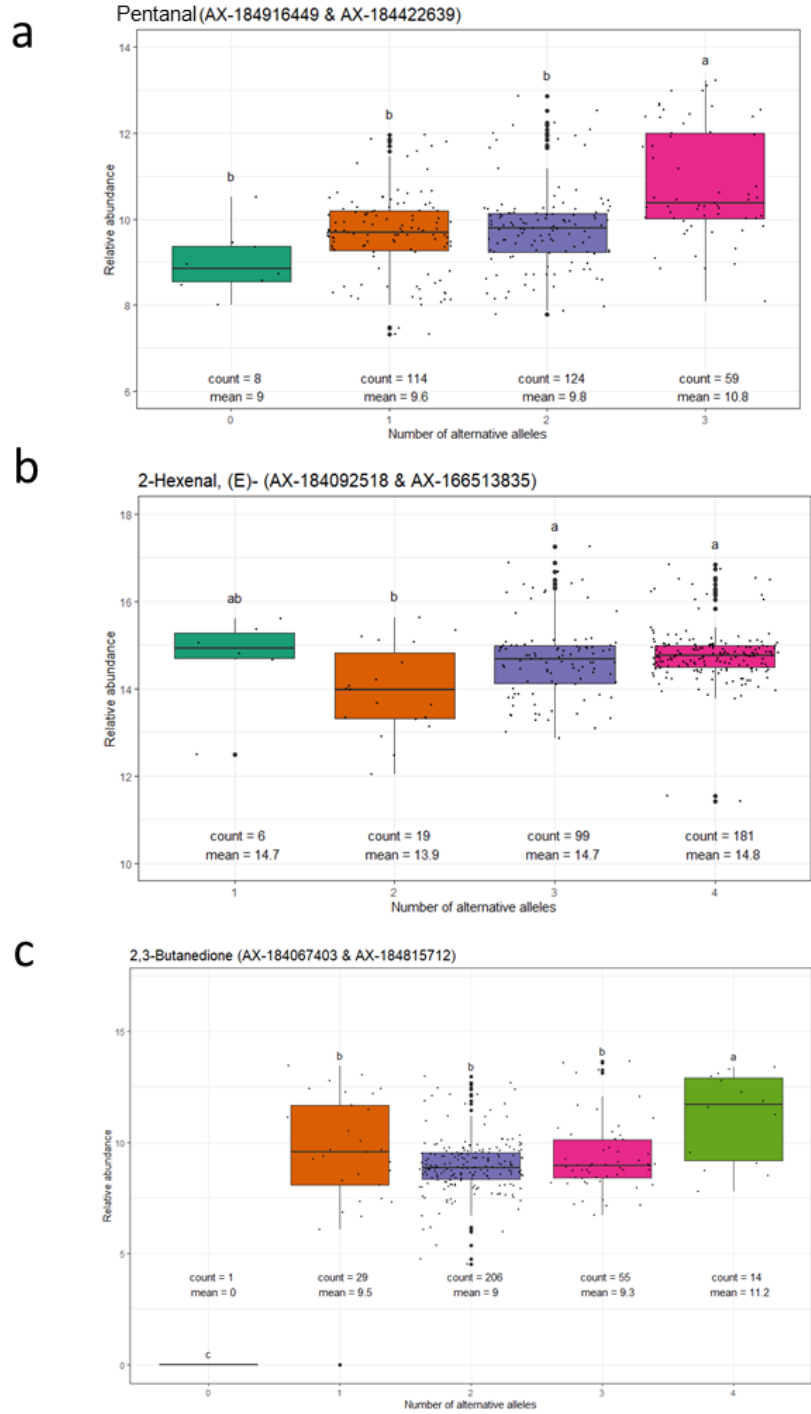 a
Pentanal (AX-184916449 & AX-184422639)
14
12
10
8
6
Relative abundance
b
b
b
a
count = 8
mean = 9
count = 114
mean = 9.6
count = 124
mean = 9.8
count = 59
mean = 10.8
0
1
2
3
Number of alternative alleles
b
2-Hexenal, (E)- (AX-184092518 & AX-166513835)
18
16
14
12
10
Relative abundance
ab
b
a
a
count = 6
mean = 14.7
count = 19
mean = 13.9
count = 99
mean = 14.7
count = 181
mean = 14.8
1
2
3
4
Number of alternative alleles
c
2,3-Butanedione (AX-184067403 & AX-184815712)
15
10
5
0
Relative abundance
c
b
b
b
a
count = 1
mean = 0
count = 29
mean = 9.5
count = 206
mean = 9
count = 55
mean = 9.3
count = 14
mean = 11.2
0
1
2
3
4
Number of alternative alleles